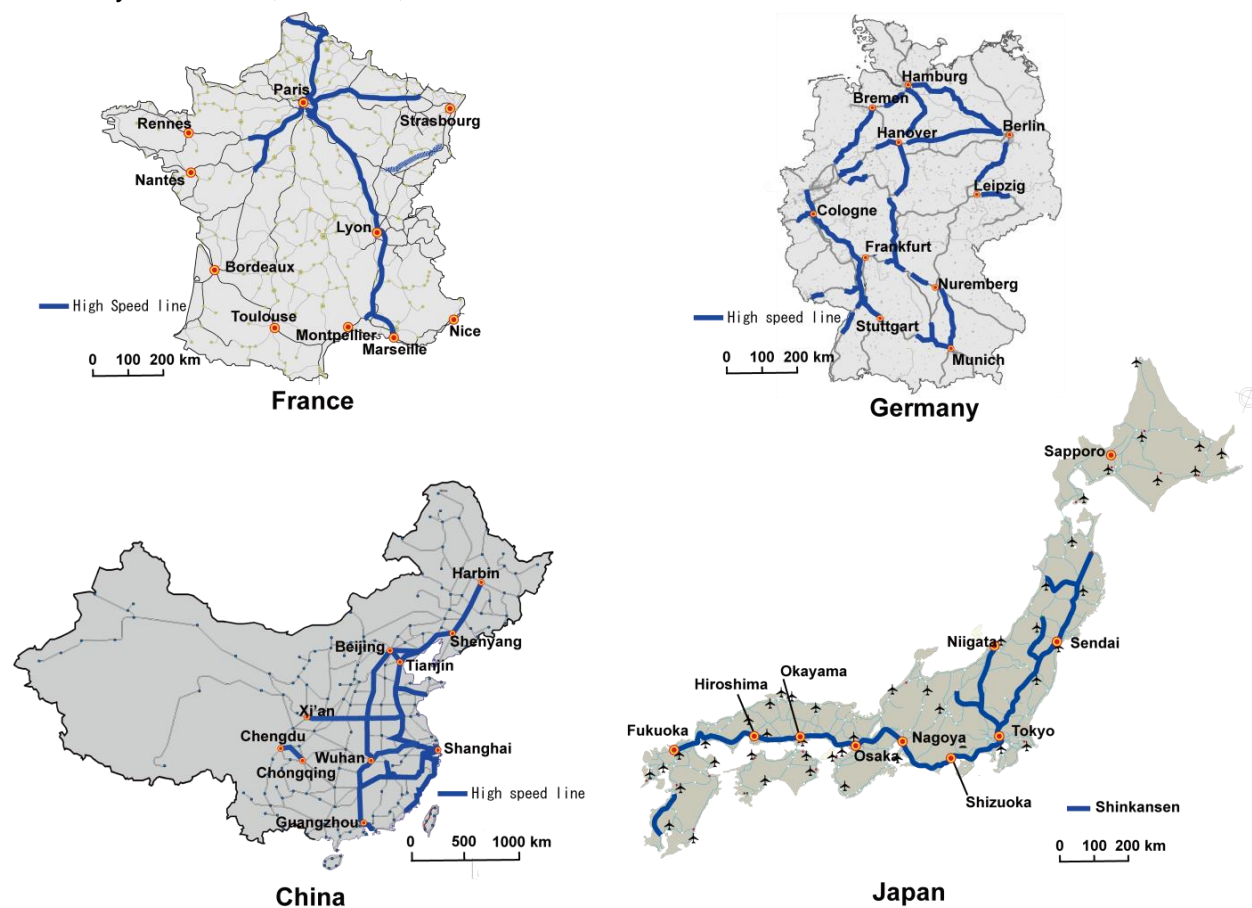 Paris
Strasbourg
Rennes
Nantes
Lyon
Bordeaux
High Speed line
Toulouse
Montpellier
Nice
Marseille
0 100 200 km
France
Hamburg
Bremen
Hanover
Berlin
Leipzig
Cologne
Frankfurt
Nuremberg
High speed line
Stuttgart
Munich
0 100 200 km
Germany
Harbin
Shenyang
Beijing
Tianjin
Xi'an
Chengdu
Shanghai
Wuhan
Chongqing
High speed line
Guangzhou
0 500 1000 km
China
Sapporo
Niigata
Sendai
Okayama
Hiroshima
Fukuoka
Tokyo
Nagoya
Osaka
Shizuoka
Shinkansen
0 100 200 km
Japan